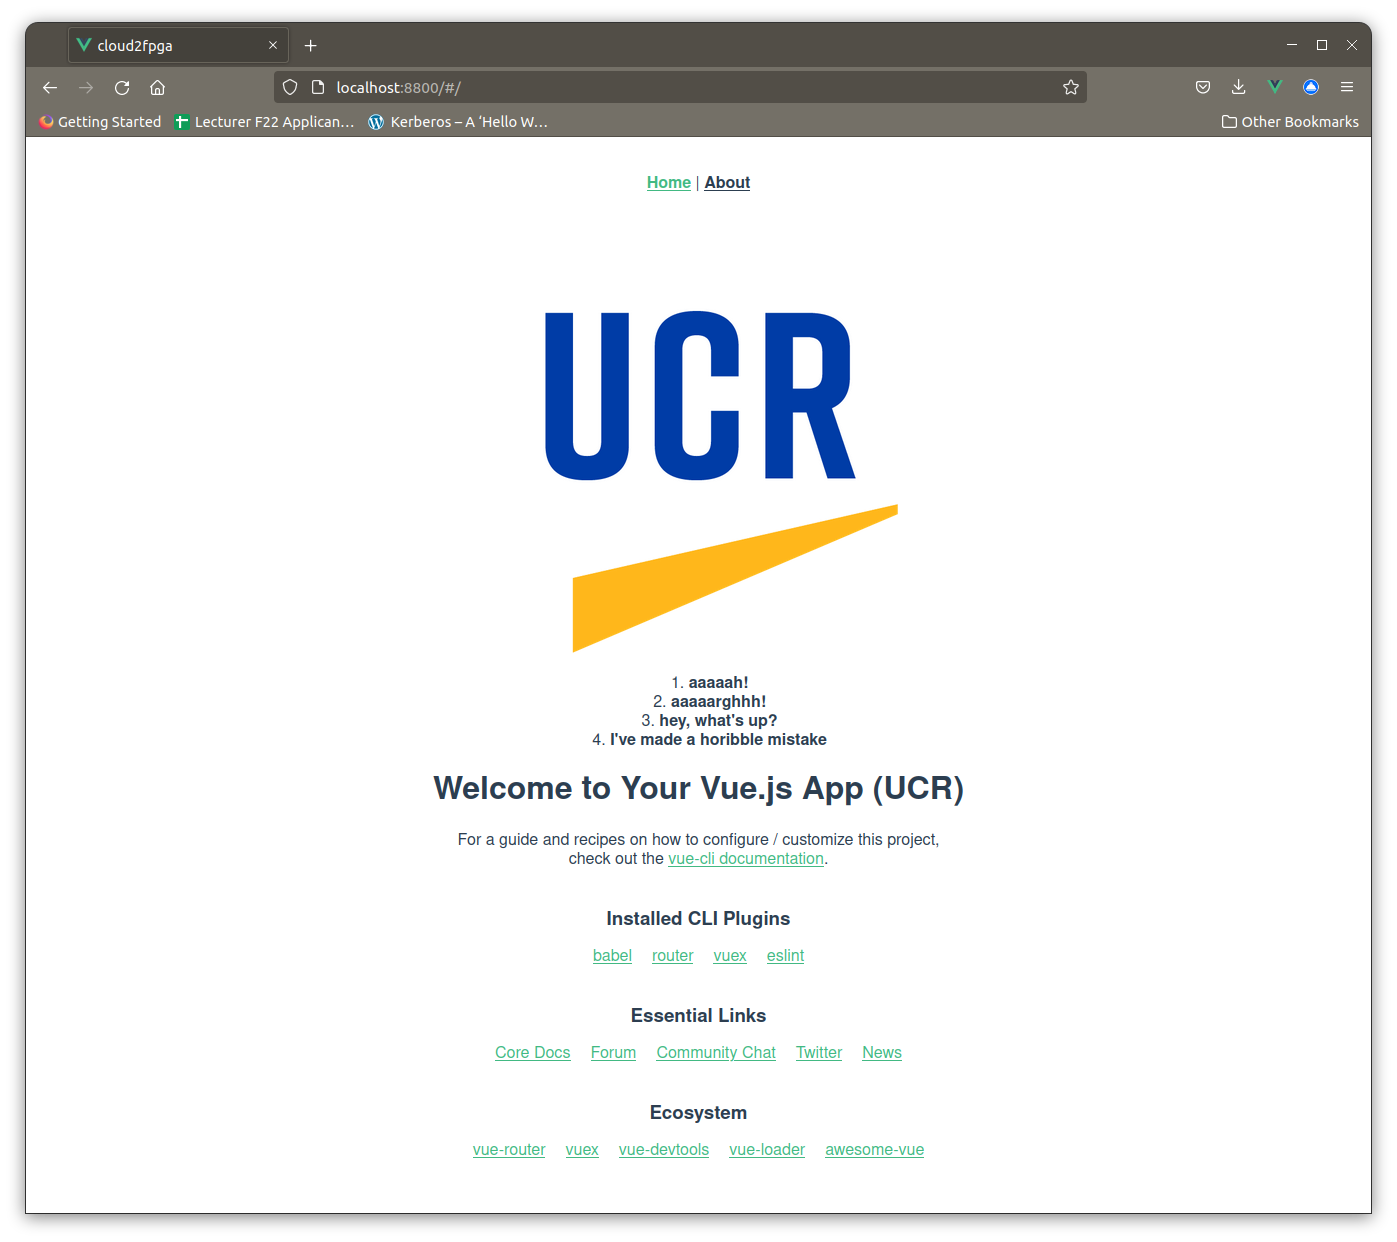 cloud2fpga
localhost:8800/#/
Getting Started Lecturer F22 Applican... Kerberos – A ‘Hello W... Other Bookmarks
Home | About
UCR
1. aaaaah!
2. aaaaarghhh!
3. hey, what's up?
4. I've made a horibble mistake
Welcome to Your Vue.js App (UCR)
For a guide and recipes on how to configure / customize this project,
check out the vue-cli documentation.
Installed CLI Plugins
babel router vuex eslint
Essential Links
Core Docs Forum Community Chat Twitter News
Ecosystem
vue-router vuex vue-devtools vue-loader awesome-vue